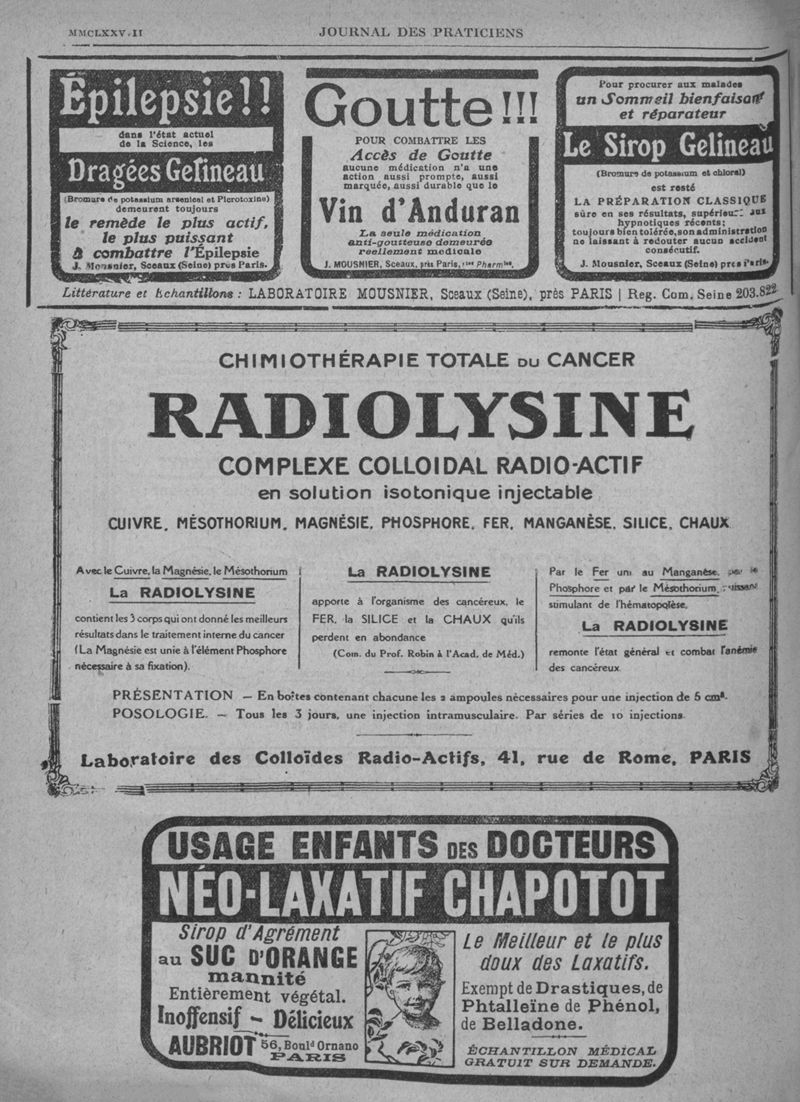 MMCLXXV.II
JOURNAL DES PRATICIENS
Épilepsie!!
dans l'état actuel
de la Science, les
Dragées Gelineau
(Bromure de potassium arsenical et Picrotoxine)
demeurent toujours
le remède le plus actif,
le plus puissant
à combattre l'Épilepsie
J. Mousnier, Sceaux (Seine) près Paris.
Goutte!!!
POUR COMBATTRE LES
Accès de Goutte
aucune médication n'a une
action aussi prompte, aussi
marquée, aussi durable que le
Vin d'Anduran
La seule médication
anti-goutteuse demeurée
reellement medicale
J. MOUSNIER, Sceaux, près Paris,
Pour procurer aux malades
un Sommeil bienfaisant
et réparateur
Le Sirop Gelineau
(Bromure de potassium et chloral)
est resté
LA PRÉPARATION CLASSIQUE
sûre en ses résultats, supérieure aux
hypnotiques récents;
toujours bien tolérée, son administration
ne laissant à redouter aucun accident
consécutif.
J. Mousnier, Sceaux (Seine) près Paris.
Littérature et Echantillons : LABORATOIRE MOUSNIER, Sceaux (Seine), près PARIS | Reg. Com. Seine 203.822
CHIMIOTHÉRAPIE TOTALE DU CANCER
RADIOLYSINE
COMPLEXE COLLOIDAL RADIO-ACTIF
en solution isotonique injectable
CUIVRE, MÉSOTHORIUM, MAGNÉSIE, PHOSPHORE, FER, MANGANÈSE, SILICE, CHAUX
Avec le Cuivre, la Magnésie, le Mésothorium
La RADIOLYSINE
contient les 3 corps qui ont donné les meilleurs
résultats dans le traitement interne du cancer
(La Magnésie est unie à l'élément Phosphore
nécessaire à sa fixation).
La RADIOLYSINE
apporte à l'organisme des cancéreux, le
FER, la SILICE et la CHAUX qu'ils
perdent en abondance
(Com. du Prof. Robin à l'Acad. de Méd.)
Par le Fer uni au Manganèse, par le
Phosphore et par le Mésothorium, puissant
stimulant de l'hématopoïèse,
La RADIOLYSINE
remonte l'état général et combat l'anémie
des cancéreux
PRÉSENTATION — En boîtes contenant chacune les 2 ampoules nécessaires pour une injection de 5 cm³.
POSOLOGIE. — Tous les 3 jours, une injection intramusculaire. Par séries de 10 injections.
Laboratoire des Colloïdes Radio-Actifs, 41, rue de Rome, PARIS
USAGE ENFANTS DES DOCTEURS
NÉO-LAXATIF CHAPOTOT
Sirop d'Agrément
au SUC D'ORANGE
mannité
Entièrement végétal.
Inoffensif - Délicieux
AUBRIOT 56, Boulᵈ Ornano
PARIS
Le Meilleur et le plus
doux des Laxatifs.
Exempt de Drastiques, de
Phtalleïne de Phénol,
de Belladone.
ÉCHANTILLON MÉDICAL
GRATUIT SUR DEMANDE.